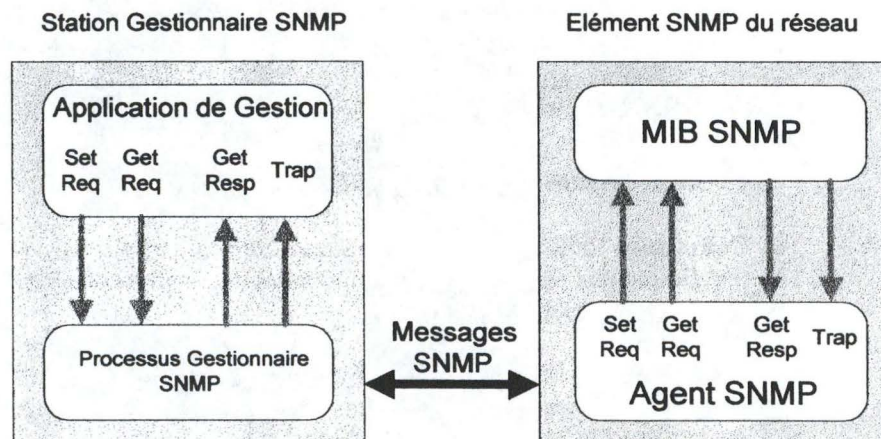 Station Gestionnaire SNMP
Elément SNMP du réseau
Application de Gestion
Set Get Get Trap
Req Req Resp
Processus Gestionnaire
SNMP
Messages
SNMP
MIB SNMP
Set Get Get Trap
Req Req Resp
Agent SNMP